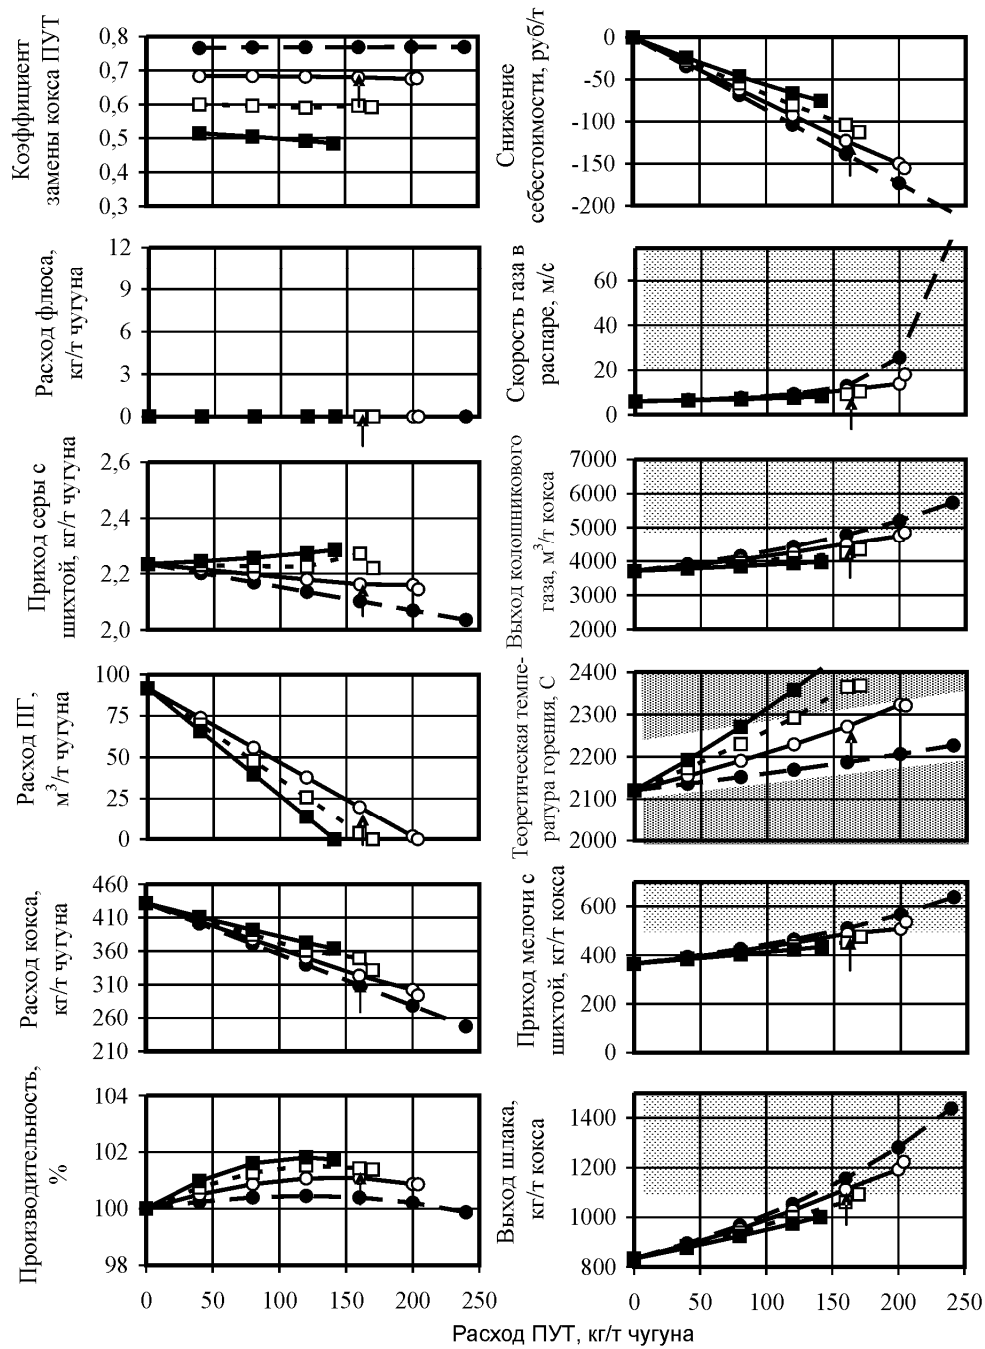 Коэффициент
замены кокса ПУТ
0,8
0,7
0,6
0,5
0,4
0,3
Снижение
себестоимости, руб/т
0
-50
-100
-150
-200
Расход флюса,
кг/т чугуна
12
9
6
3
0
Скорость газа в
распаре, м/с
60
40
20
0
Приход серы с
шихтой, кг/т чугуна
2,6
2,4
2,2
2,0
Выход колошникового
газа, м³/т кокса
7000
6000
5000
4000
3000
2000
Расход ПГ,
м³/т чугуна
100
75
50
25
0
Теоретическая темпе-
ратура горения, С
2400
2300
2200
2100
2000
Расход кокса,
кг/т чугуна
460
410
360
310
260
210
Приход мелочи с
шихтой, кг/т кокса
600
400
200
0
Производительность,
%
104
102
100
98
0 50 100 150 200 250
Выход шлака,
кг/т кокса
1400
1200
1000
800
0 50 100 150 200 250
Расход ПУТ, кг/т чугуна